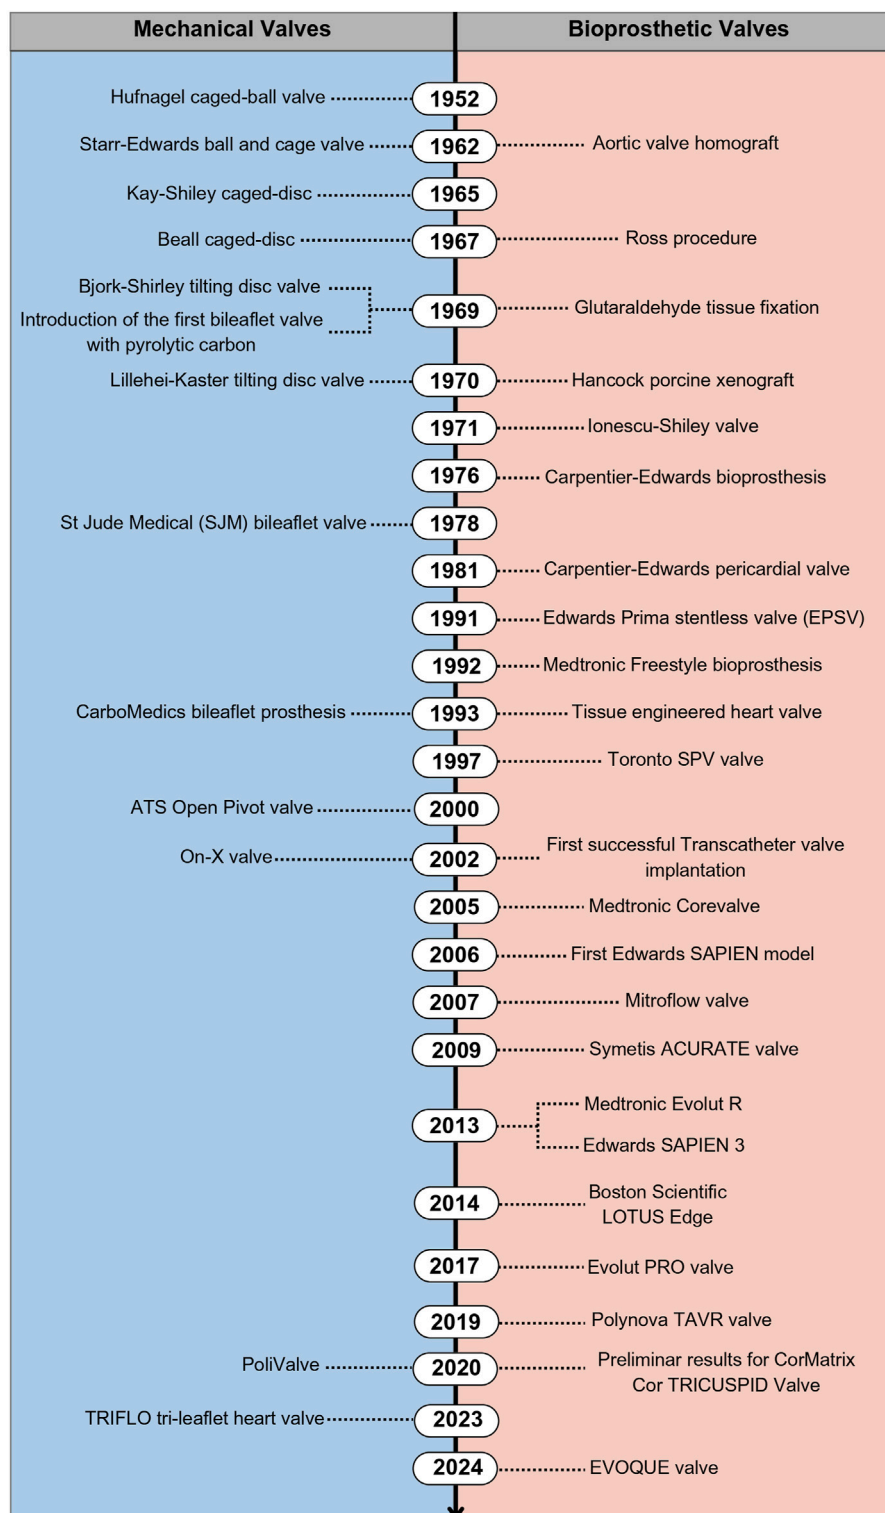 Mechanical Valves
Bioprosthetic Valves
Hufnagel caged-ball valve
1952
Starr-Edwards ball and cage valve
1962
Aortic valve homograft
Kay-Shiley caged-disc
1965
Beall caged-disc
1967
Ross procedure
Bjork-Shirley tilting disc valve
Introduction of the first bileaflet valve
with pyrolytic carbon
1969
Glutaraldehyde tissue fixation
Lillehei-Kaster tilting disc valve
1970
Hancock porcine xenograft
1971
Ionescu-Shiley valve
1976
Carpentier-Edwards bioprosthesis
St Jude Medical (SJM) bileaflet valve
1978
1981
Carpentier-Edwards pericardial valve
1991
Edwards Prima stentless valve (EPSV)
1992
Medtronic Freestyle bioprosthesis
CarboMedics bileaflet prosthesis
1993
Tissue engineered heart valve
1997
Toronto SPV valve
ATS Open Pivot valve
2000
On-X valve
2002
First successful Transcatheter valve
implantation
2005
Medtronic Corevalve
2006
First Edwards SAPIEN model
2007
Mitroflow valve
2009
Symetis ACURATE valve
2013
Medtronic Evolut R
Edwards SAPIEN 3
2014
Boston Scientific
LOTUS Edge
2017
Evolut PRO valve
2019
Polynova TAVR valve
PoliValve
2020
Preliminar results for CorMatrix
Cor TRICUSPID Valve
TRIFLO tri-leaflet heart valve
2023
2024
EVOQUE valve